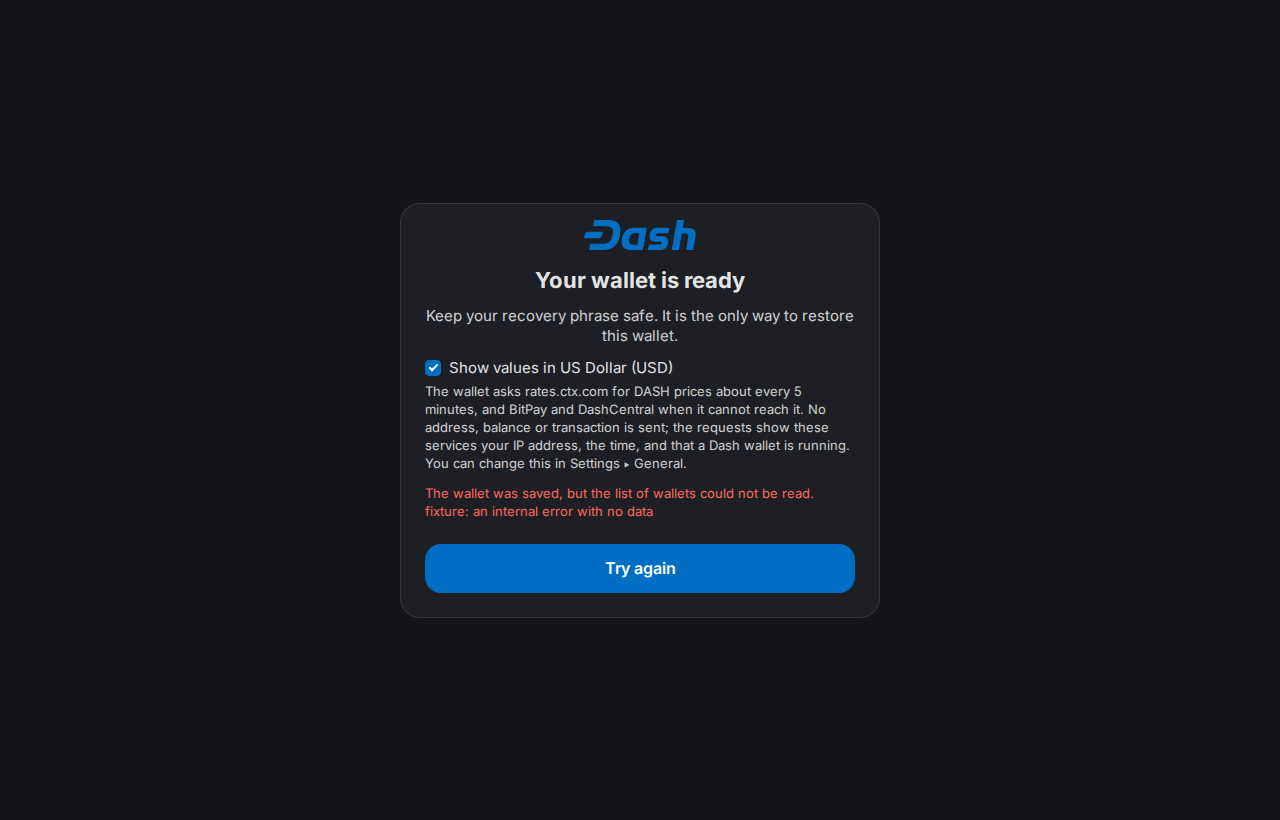 Dash
Your wallet is ready
Keep your recovery phrase safe. It is the only way to restore
this wallet.
Show values in US Dollar (USD)
The wallet asks rates.ctx.com for DASH prices about every 5
minutes, and BitPay and DashCentral when it cannot reach it. No
address, balance or transaction is sent; the requests show these
services your IP address, the time, and that a Dash wallet is running.
You can change this in Settings ▸ General.
The wallet was saved, but the list of wallets could not be read.
fixture: an internal error with no data
Try again